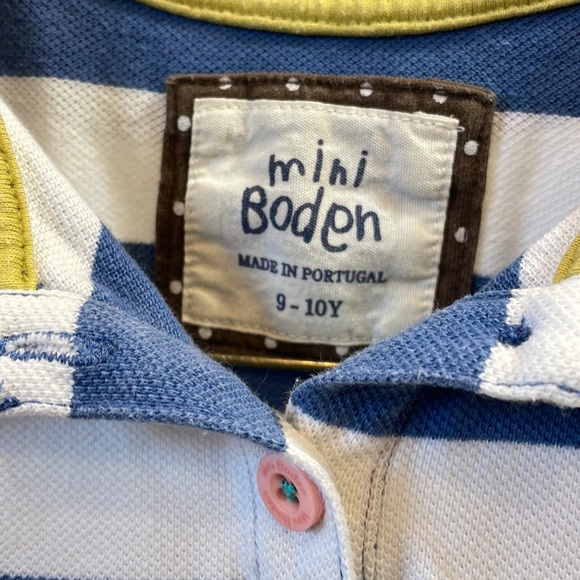 mini
Boden
MADE IN PORTUGAL
9 - 10Y